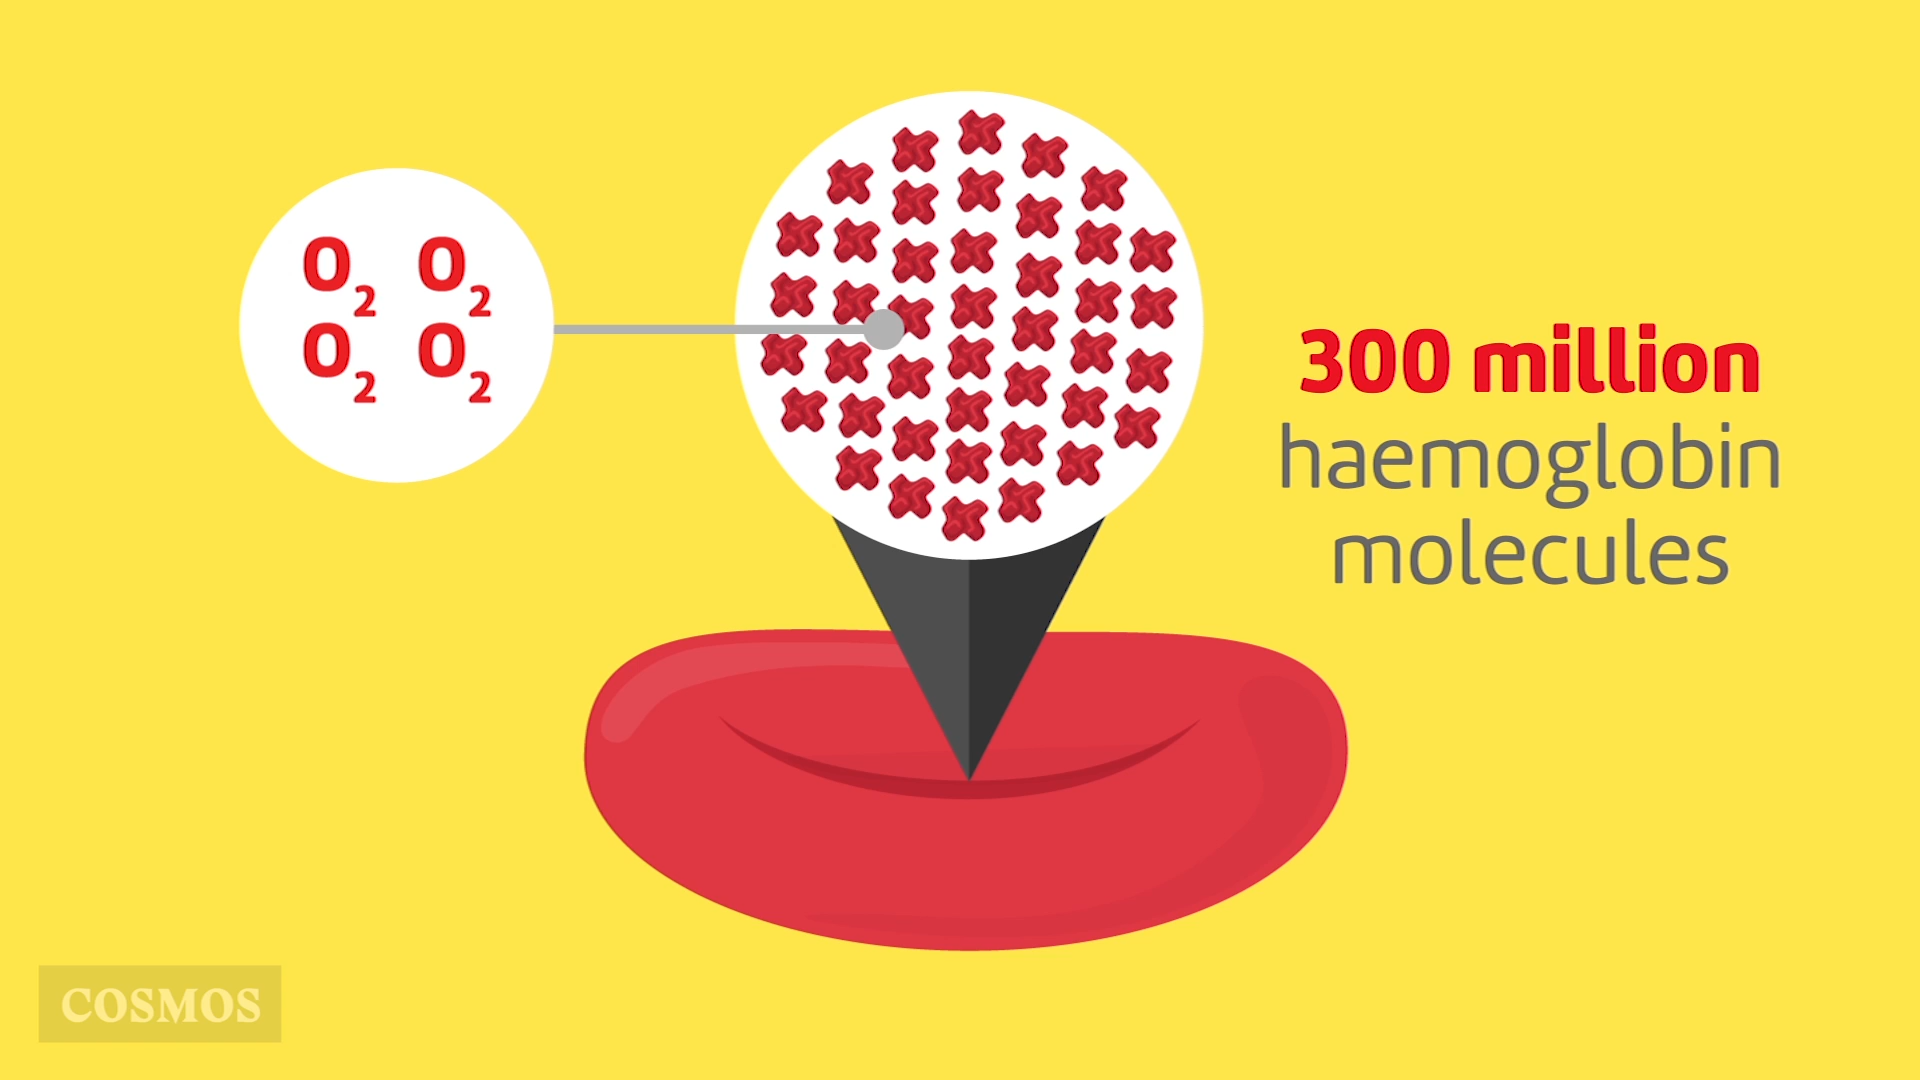 O₂ O₂
O₂ O₂
300 million
haemoglobin
molecules
COSMOS